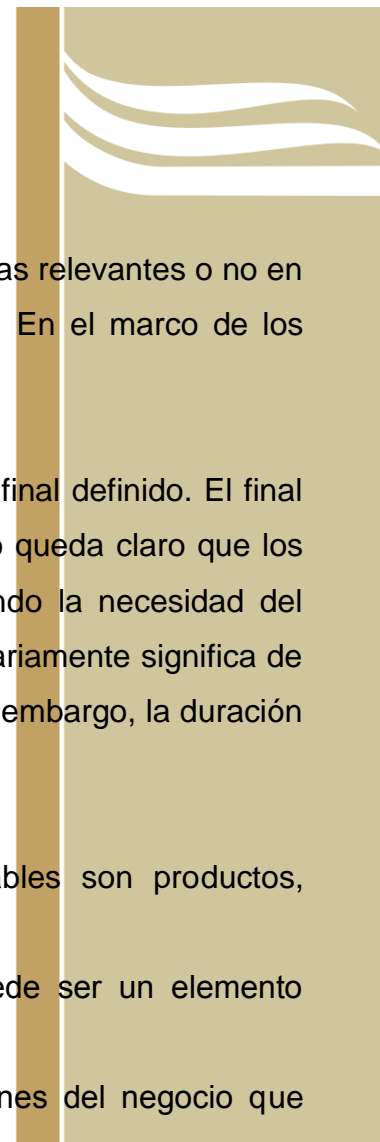 as relevantes o no en
En el marco de los
final definido. El final
queda claro que los
ndo la necesidad del
ariamente significa de
embargo, la duración
bles son productos,
ede ser un elemento
nes del negocio que